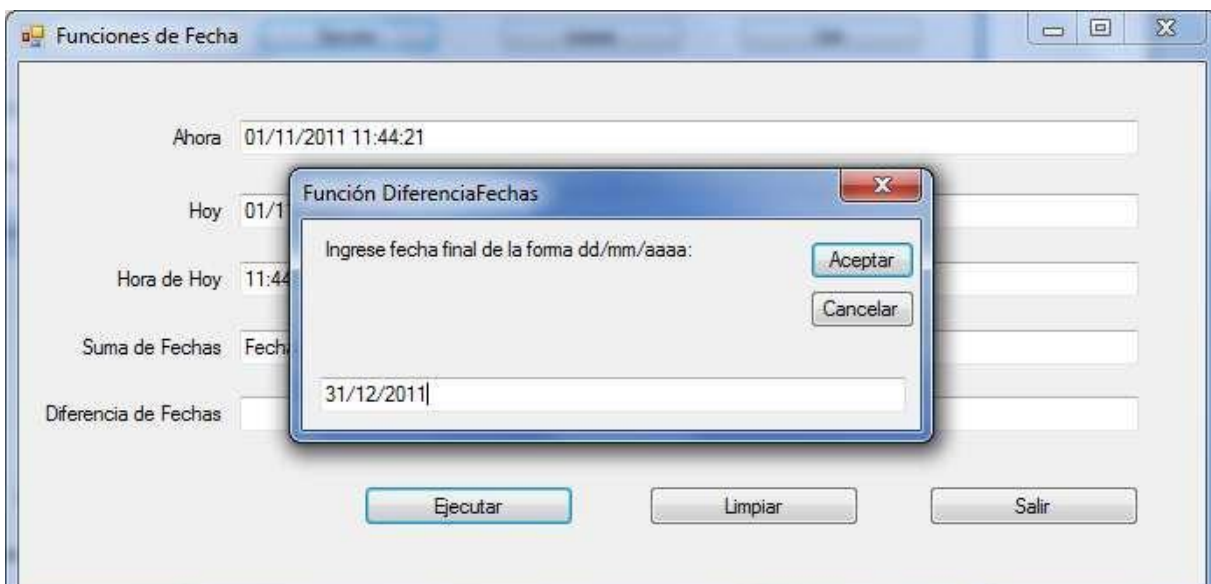 Funciones de Fecha
Ahora 01/11/2011 11:44:21
Función DiferenciaFechas
Hoy 01/1
Ingrese fecha final de la forma dd/mm/aaaa:
Aceptar
Hora de Hoy 11:44
Cancelar
Suma de Fechas Fech
31/12/2011
Diferencia de Fechas
Ejecutar Limpiar Salir